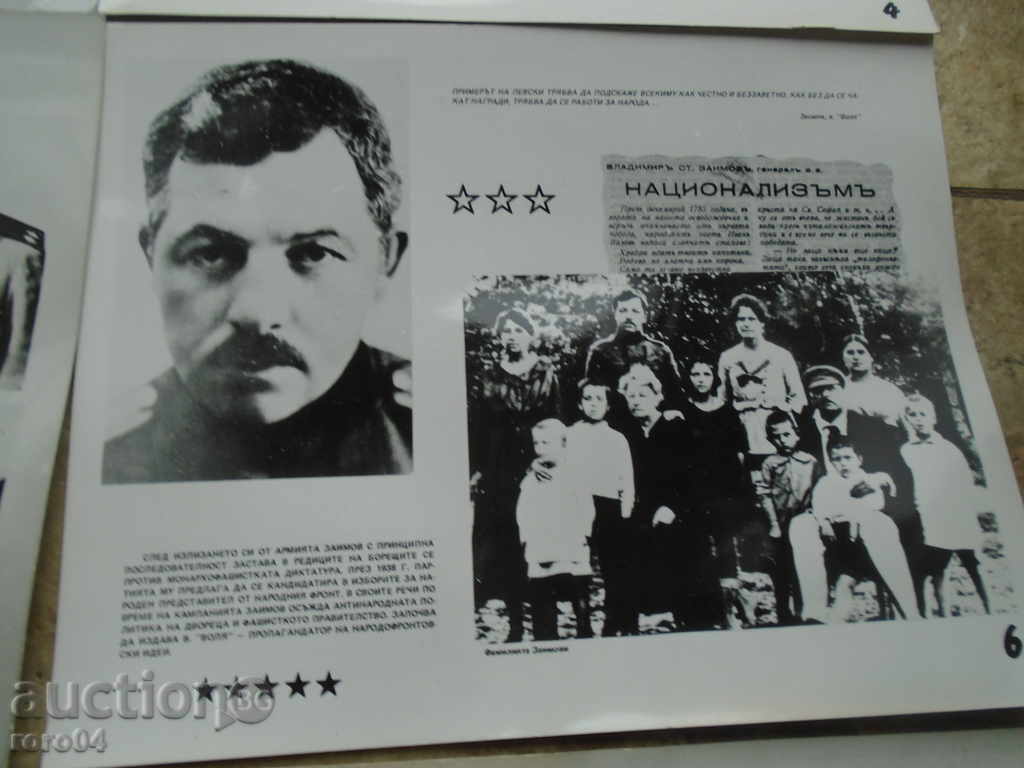 4
ПРИМЕРЪТ НА ЛЕВСКИ ТРЯБВА ДА ПОДСКАЖЕ ВСЕКИМУ КАК ЧЕСТНО И БЕЗЗАВЕТНО, КАК БЕЗ ДА СЕ ЧА-
КАТ НАГРАДИ, ТРЯБВА ДА СЕ РАБОТИ ЗА НАРОДА ...
Заимов, в. "Воля"
ВЛАДИМИРЪ СТ. ЗАИМОВЪ, генералъ о. з.
НАЦИОНАЛИЗЪМЪ
СЛЕД ИЗЛИЗАНЕТО СИ ОТ АРМИЯТА ЗАИМОВ С ПРИНЦИПНА
ПОСЛЕДОВАТЕЛНОСТ ЗАСТАВА В РЕДИЦИТЕ НА БОРЕЩИТЕ СЕ
ПРОТИВ МОНАРХОФАШИСТКАТА ДИКТАТУРА. ПРЕЗ 1938 Г. ПАР-
ТИЯТА МУ ПРЕДЛАГА ДА СЕ КАНДИДАТИРА В ИЗБОРИТЕ ЗА НА-
РОДЕН ПРЕДСТАВИТЕЛ ОТ НАРОДНИЯ ФРОНТ. В СВОИТЕ РЕЧИ ПО
ВРЕМЕ НА КАМПАНИЯТА ЗАИМОВ ОСЪЖДА АНТИНАРОДНАТА ПО-
ЛИТИКА НА ДВОРЕЦА И ФАШИСТКОТО ПРАВИТЕЛСТВО. ЗАПОЧВА
ДА ИЗДАВА В. "ВОЛЯ" – ПРОПАГАНДАТОР НА НАРОДОФРОНТОВ
СКИ ИДЕИ.
Фамилията Заимови
6
auction36
roro04